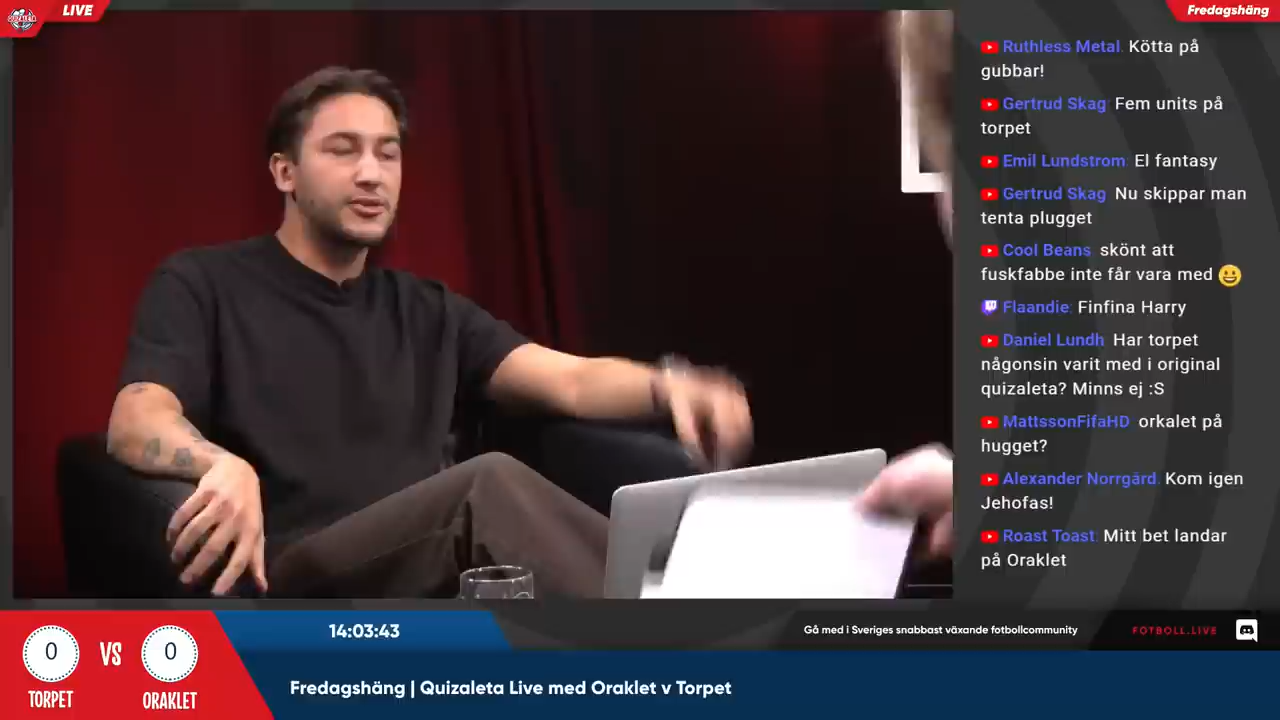 QUIZALETA
LIVE
Fredagshäng
Ruthless Metal: Kötta på
gubbar!
Gertrud Skag: Fem units på
torpet
Emil Lundstrom: El fantasy
Gertrud Skag: Nu skippar man
tenta plugget
Cool Beans: skönt att
fuskfabbe inte får vara med 😀
Flaandie: Finfina Harry
Daniel Lundh: Har torpet
någonsin varit med i original
quizaleta? Minns ej :S
MattssonFifaHD: orkalet på
hugget?
Alexander Norrgård: Kom igen
Jehofas!
Roast Toast: Mitt bet landar
på Oraklet
0 VS 0
TORPET ORAKLET
14:03:43
Gå med i Sveriges snabbast växande fotbollcommunity
FOTBOLL.LIVE
Fredagshäng | Quizaleta Live med Oraklet v Torpet